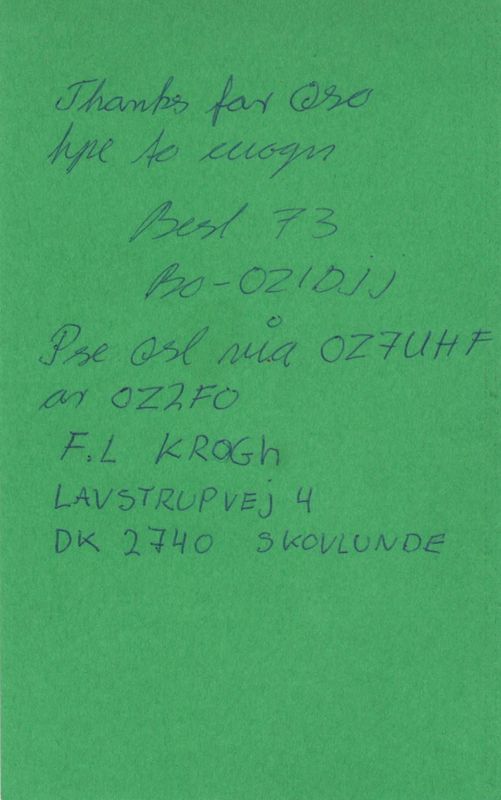 Thanks for QSO
hpe to cuagn
Best 73
Bo-OZ1DJJ
Pse QSL via OZ7UHF
or OZ2FO
F.L KROGh
LAVSTRUPVEj 4
DK 2740 SKOVLUNDE